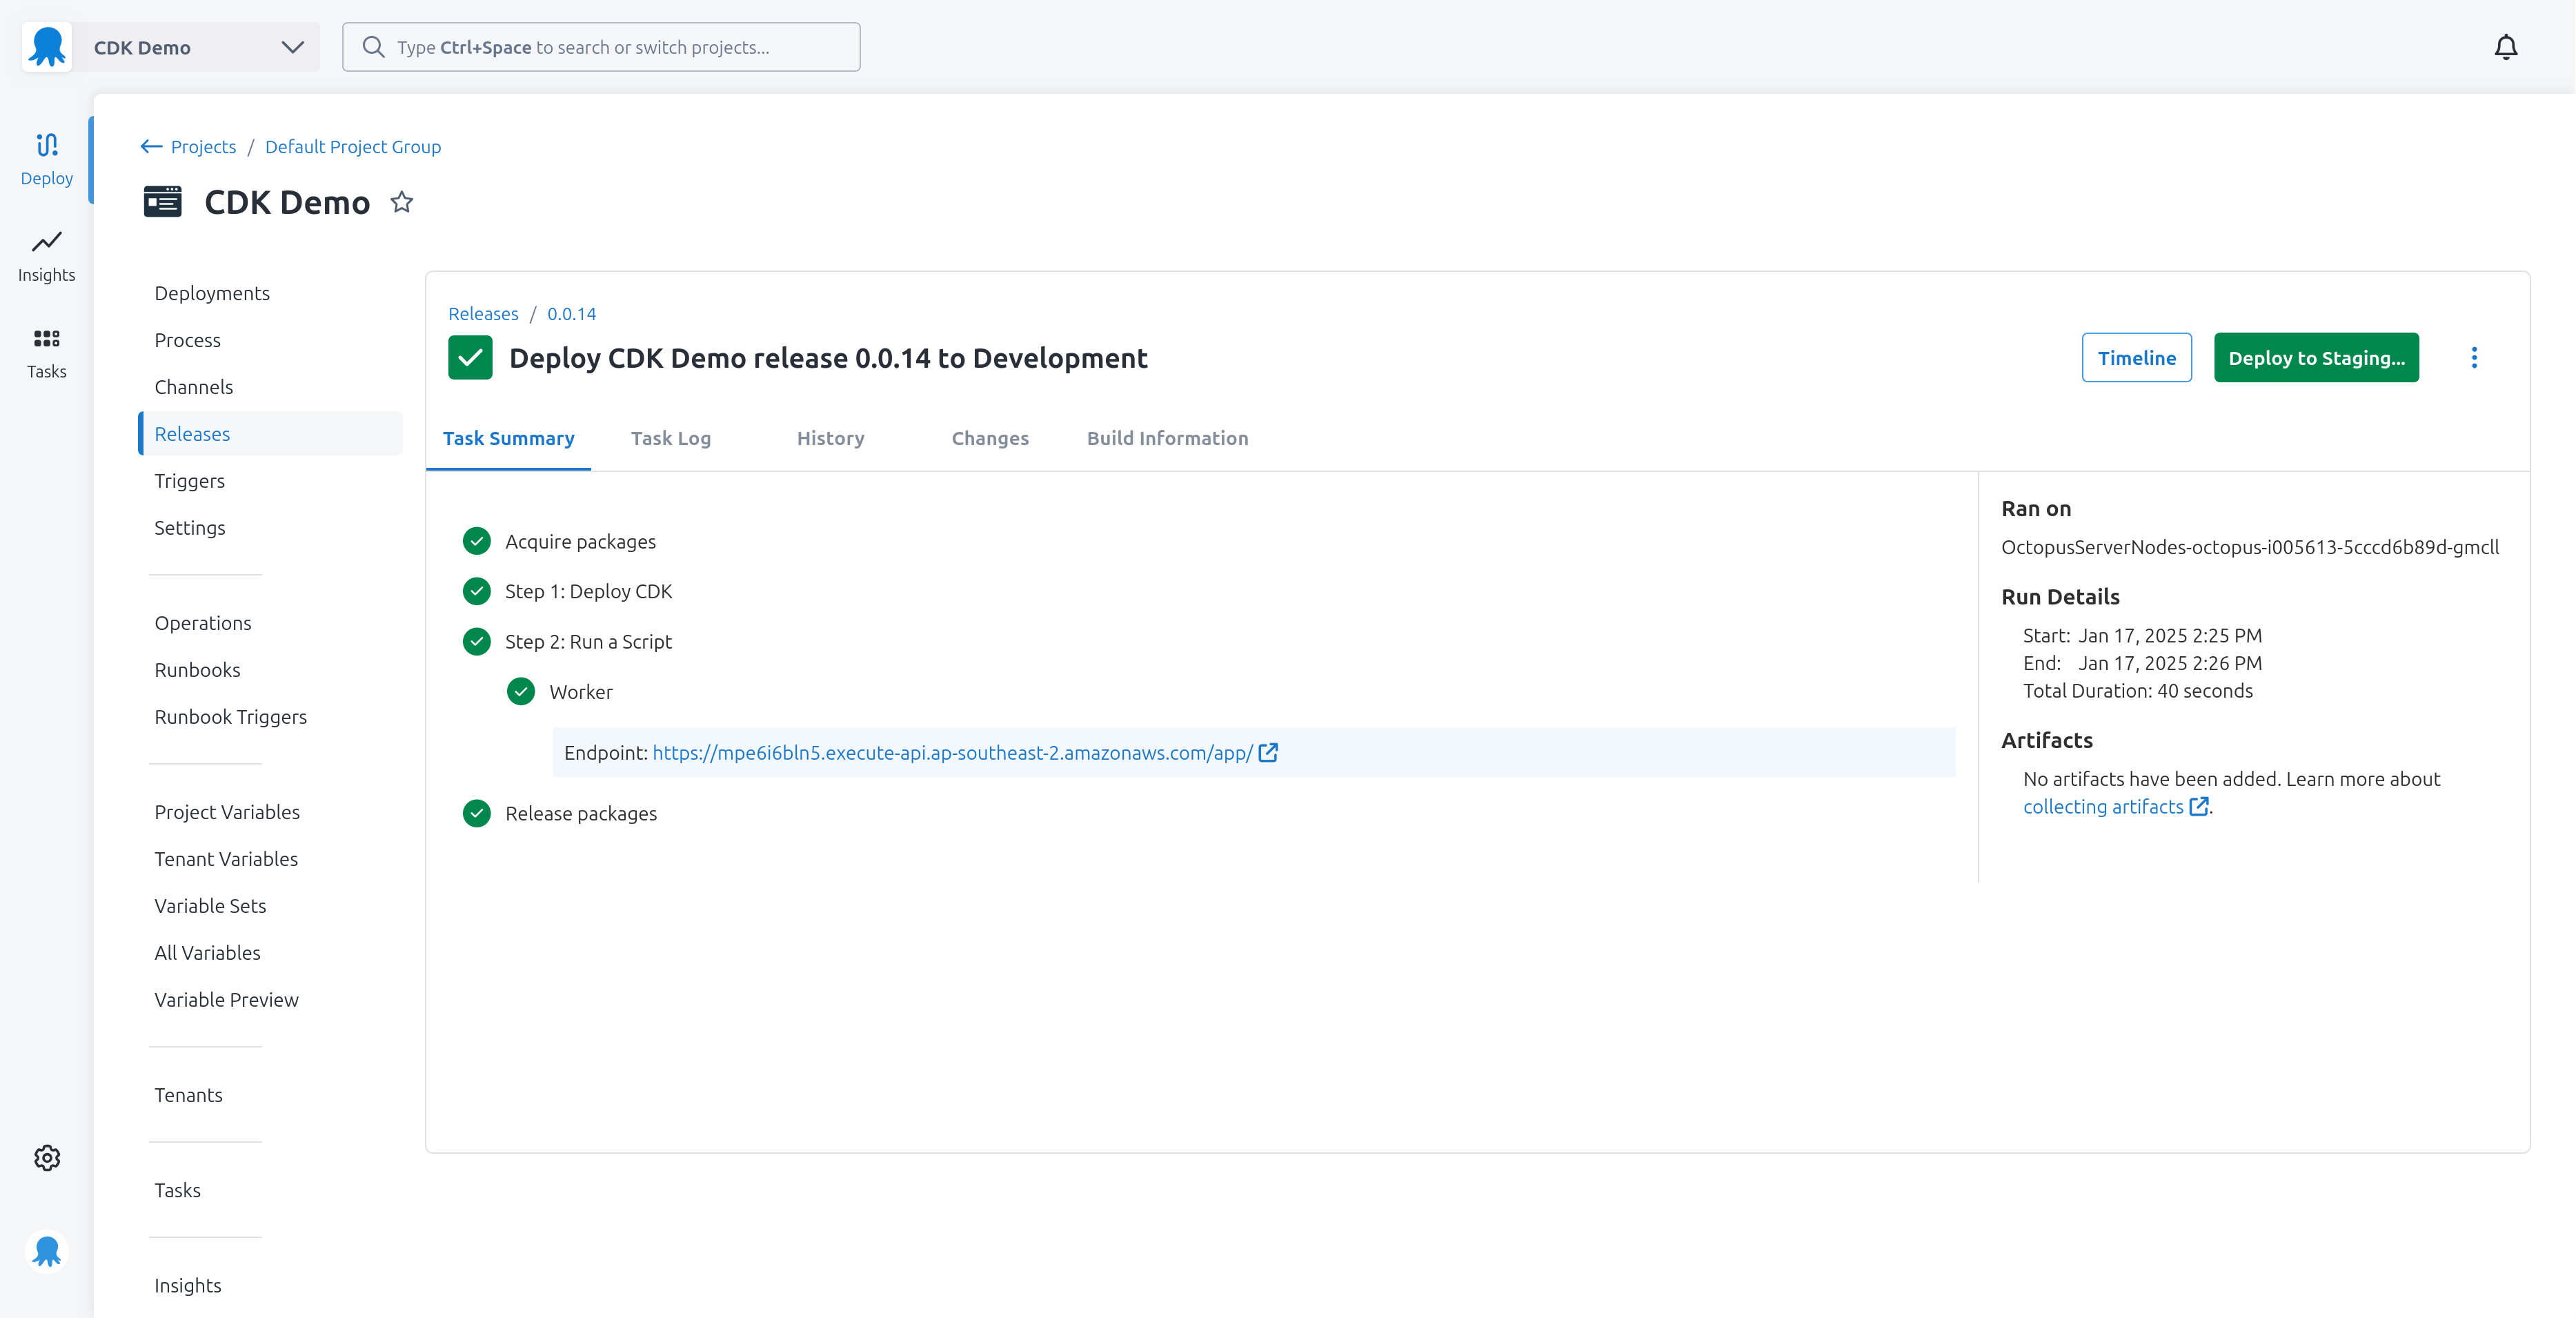 CDK Demo
Type Ctrl+Space to search or switch projects...
Deploy
Insights
Tasks
Projects / Default Project Group
CDK Demo
Deployments
Process
Channels
Releases
Triggers
Settings
Operations
Runbooks
Runbook Triggers
Project Variables
Tenant Variables
Variable Sets
All Variables
Variable Preview
Tenants
Tasks
Insights
Releases / 0.0.14
Deploy CDK Demo release 0.0.14 to Development
Timeline
Deploy to Staging...
Task Summary
Task Log
History
Changes
Build Information
Acquire packages
Step 1: Deploy CDK
Step 2: Run a Script
Worker
Endpoint: https://mpe6i6bln5.execute-api.ap-southeast-2.amazonaws.com/app/
Release packages
Ran on
OctopusServerNodes-octopus-i005613-5cccd6b89d-gmcll
Run Details
Start: Jan 17, 2025 2:25 PM
End: Jan 17, 2025 2:26 PM
Total Duration: 40 seconds
Artifacts
No artifacts have been added. Learn more about
collecting artifacts.